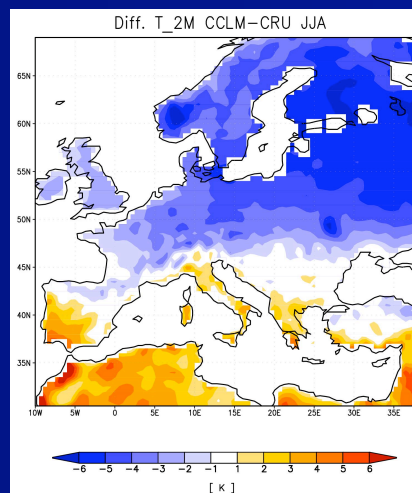 Diff. T_2M CCLM-CRU JJA
65N
60N
55N
50N
45N
40N
35N
10W 5W 0 5E 10E 15E 20E 25E 30E 35E
-6 -5 -4 -3 -2 -1 1 2 3 4 5 6
[ K ]